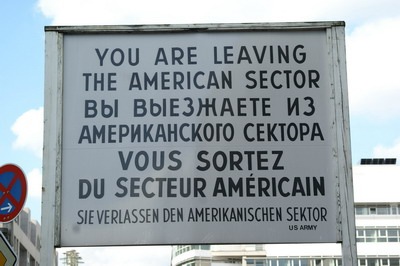 YOU ARE LEAVING
THE AMERICAN SECTOR
ВЫ ВЫЕЗЖАЕТЕ ИЗ
АМЕРИКАНСКОГО СЕКТОРА
VOUS SORTEZ
DU SECTEUR AMÉRICAIN
SIE VERLASSEN DEN AMERIKANISCHEN SEKTOR
US ARMY